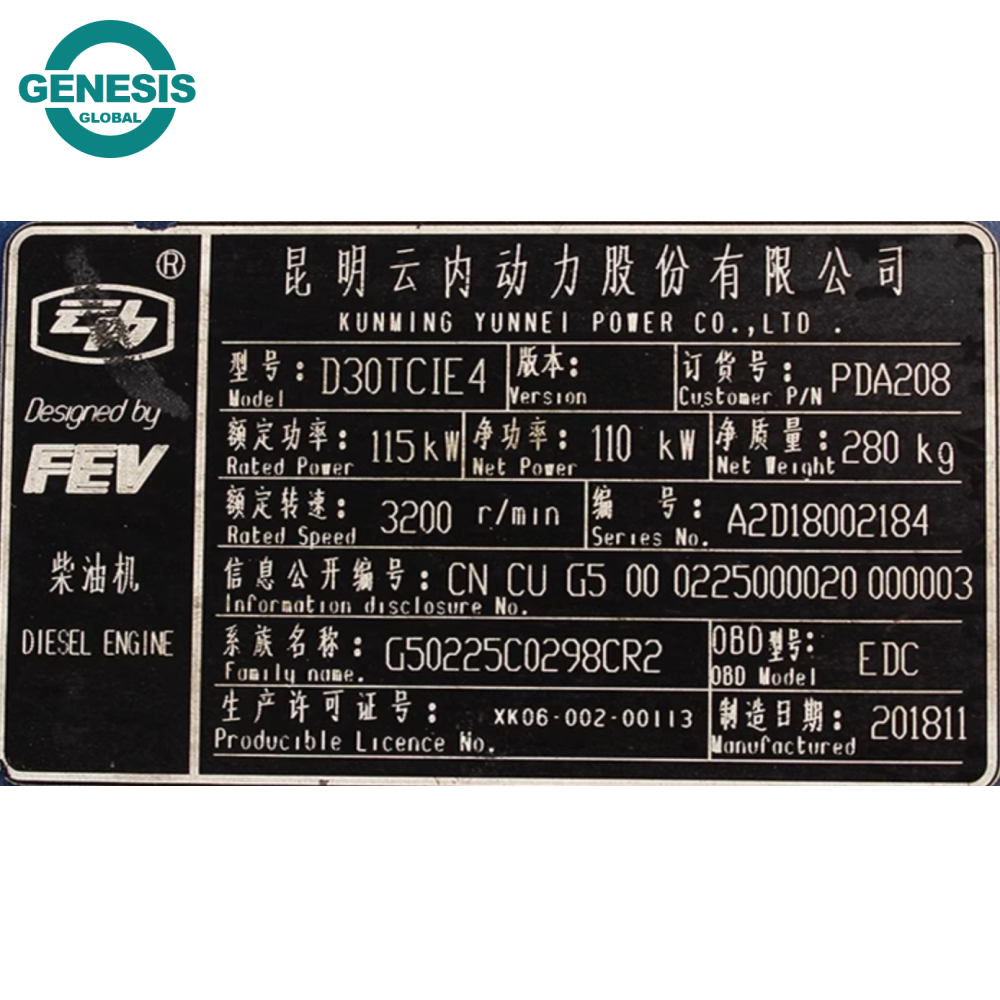 GENESIS
GLOBAL
®
Designed by
FEV
柴油机
DIESEL ENGINE
昆明云内动力股份有限公司
KUNMING YUNNEI POWER CO.,LTD .
型号: D30TCIE4 版本: 订货号: PDA208
Model Version Customer P/N
额定功率: 115kW 净功率: 110 kW 净质量: 280 kg
Rated Power Net Power Net Weight
额定转速: 3200 r/min 编 号: A2D18002184
Rated Speed Series No.
信息公开编号: CN CU G5 00 0225000020 000003
Information disclosure No.
系族名称: G50225C0298CR2 OBD型号: EDC
Family name. OBD Model
生产许可证号: XK06-002-00113 制造日期: 201811
Producible Licence No. Manufactured